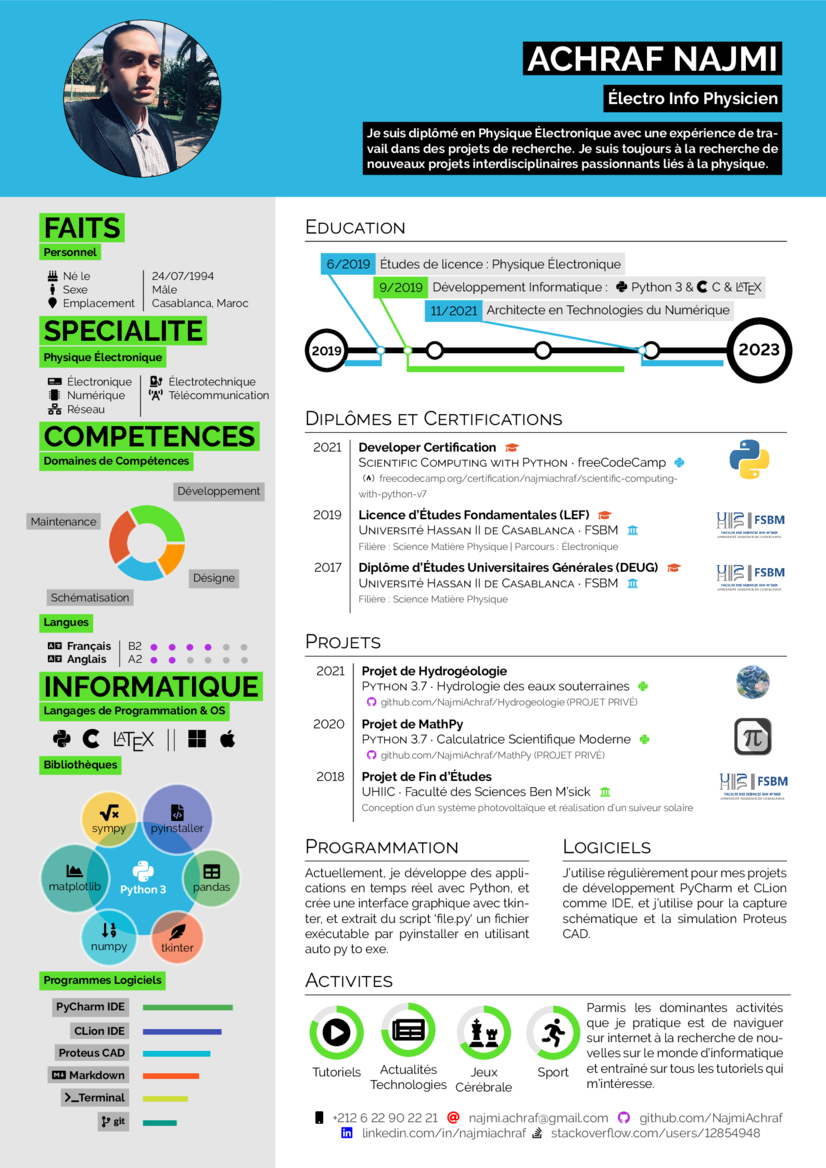 ACHRAF NAJMI
Électro Info Physicien
Je suis diplômé en Physique Électronique avec une expérience de tra-
vail dans des projets de recherche. Je suis toujours à la recherche de
nouveaux projets interdisciplinaires passionnants liés à la physique.
FAITS
Personnel
Né le 24/07/1994
Sexe Mâle
Emplacement Casablanca, Maroc
SPECIALITE
Physique Électronique
Électronique Électrotechnique
Numérique Télécommunication
Réseau
COMPETENCES
Domaines de Compétences
Développement
Maintenance
Désigne
Schématisation
Langues
Français B2
Anglais A2
INFORMATIQUE
Langages de Programmation & OS
LATEX
Bibliothèques
sympy pyinstaller
matplotlib Python 3 pandas
numpy tkinter
Programmes Logiciels
PyCharm IDE
CLion IDE
Proteus CAD
Markdown
>_Terminal
git
EDUCATION
6/2019 Études de licence : Physique Électronique
9/2019 Développement Informatique : Python 3 & C & LATEX
11/2021 Architecte en Technologies du Numérique
2019 2023
DIPLÔMES ET CERTIFICATIONS
2021 Developer Certification
SCIENTIFIC COMPUTING WITH PYTHON · freeCodeCamp
freecodecamp.org/certification/najmiachraf/scientific-computing-
with-python-v7
2019 Licence d'Études Fondamentales (LEF)
UNIVERSITÉ HASSAN II DE CASABLANCA · FSBM
Filière : Science Matière Physique | Parcours : Électronique
FSBM
2017 Diplôme d'Études Universitaires Générales (DEUG)
UNIVERSITÉ HASSAN II DE CASABLANCA · FSBM
Filière : Science Matière Physique
FSBM
PROJETS
2021 Projet de Hydrogéologie
PYTHON 3.7 · Hydrologie des eaux souterraines
github.com/NajmiAchraf/Hydrogeologie (PROJET PRIVÉ)
2020 Projet de MathPy
PYTHON 3.7 · Calculatrice Scientifique Moderne
github.com/NajmiAchraf/MathPy (PROJET PRIVÉ)
π
2018 Projet de Fin d'Études
UHIIC · Faculté des Sciences Ben M'sick
Conception d'un système photovoltaïque et réalisation d'un suiveur solaire
FSBM
PROGRAMMATION
Actuellement, je développe des appli-
cations en temps réel avec Python, et
crée une interface graphique avec tkin-
ter, et extrait du script 'file.py' un fichier
exécutable par pyinstaller en utilisant
auto py to exe.
LOGICIELS
J'utilise régulièrement pour mes projets
de développement PyCharm et CLion
comme IDE, et j'utilise pour la capture
schématique et la simulation Proteus
CAD.
ACTIVITES
Tutoriels
Actualités
Technologies
Jeux
Cérébrale
Sport
Parmis les dominantes activités
que je pratique est de naviguer
sur internet à la recherche de nou-
velles sur le monde d'informatique
et entraîné sur tous les tutoriels qui
m'intéresse.
+212 6 22 90 22 21 najmi.achraf@gmail.com github.com/NajmiAchraf
linkedin.com/in/najmiachraf stackoverflow.com/users/12854948